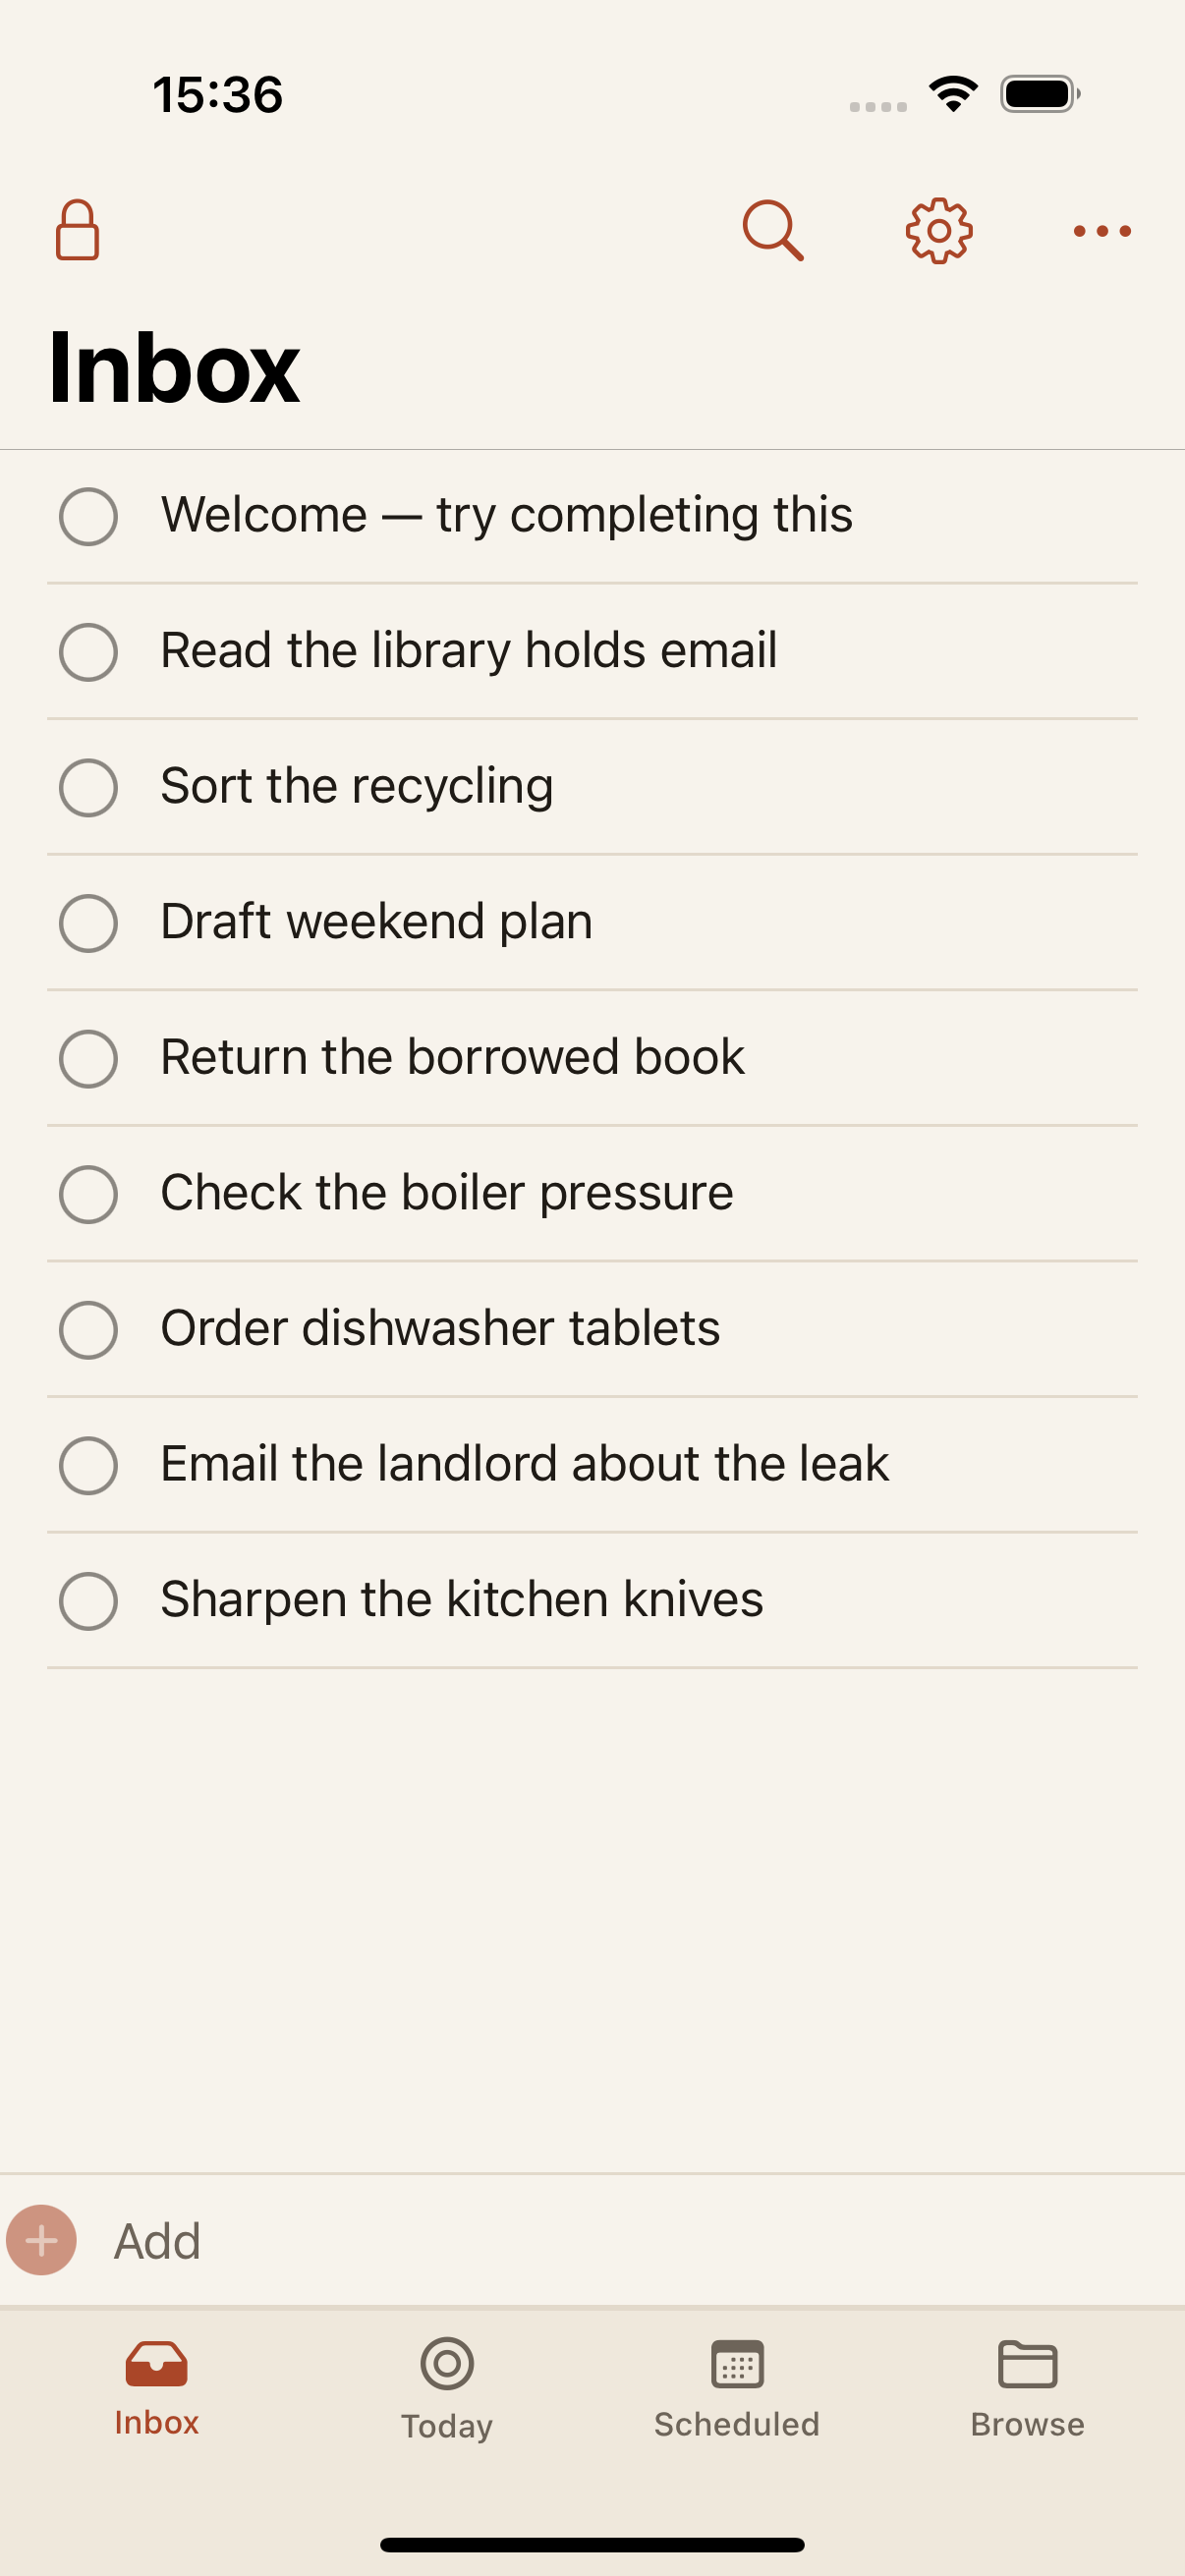 15:36
Inbox
Welcome — try completing this
Read the library holds email
Sort the recycling
Draft weekend plan
Return the borrowed book
Check the boiler pressure
Order dishwasher tablets
Email the landlord about the leak
Sharpen the kitchen knives
Add
Inbox
Today
Scheduled
Browse